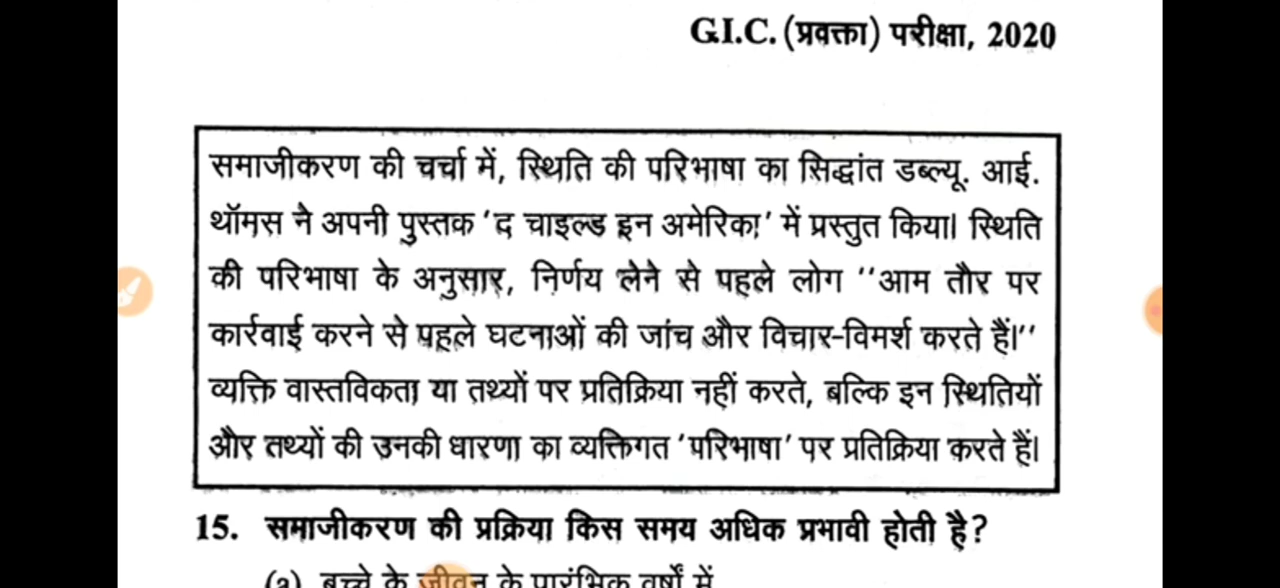 G.I.C. (प्रवक्ता) परीक्षा, 2020
समाजीकरण की चर्चा में, स्थिति की परिभाषा का सिद्धांत डब्ल्यू. आई.
थॉमस ने अपनी पुस्तक ‘द चाइल्ड इन अमेरिका’ में प्रस्तुत किया। स्थिति
की परिभाषा के अनुसार, निर्णय लेने से पहले लोग ‘‘आम तौर पर
कार्रवाई करने से पहले घटनाओं की जांच और विचार-विमर्श करते हैं।’’
व्यक्ति वास्तविकता या तथ्यों पर प्रतिक्रिया नहीं करते, बल्कि इन स्थितियों
और तथ्यों की उनकी धारणा का व्यक्तिगत ‘परिभाषा’ पर प्रतिक्रिया करते हैं।
15. समाजीकरण की प्रक्रिया किस समय अधिक प्रभावी होती है?
(a) बच्चे के जीवन के प्रारंभिक वर्षों में